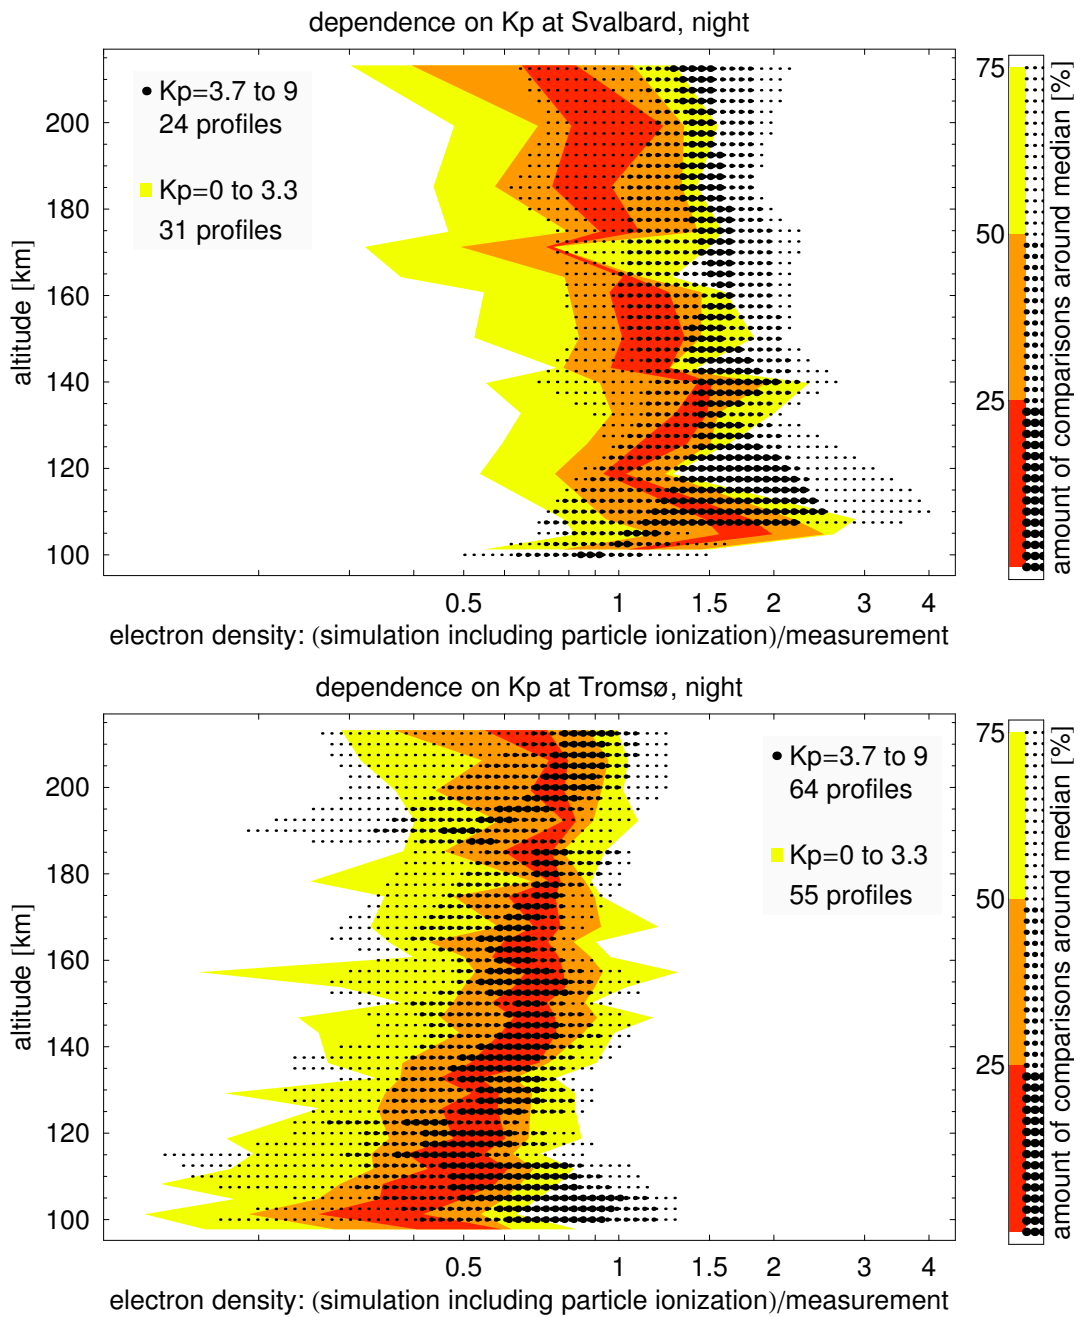 dependence on Kp at Svalbard, night
Kp=3.7 to 9
24 profiles
Kp=0 to 3.3
31 profiles
altitude [km]
200
180
160
140
120
100
0.5 1 1.5 2 3 4
electron density: (simulation including particle ionization)/measurement
75
50
25
amount of comparisons around median [%]
dependence on Kp at Tromsø, night
Kp=3.7 to 9
64 profiles
Kp=0 to 3.3
55 profiles
altitude [km]
200
180
160
140
120
100
0.5 1 1.5 2 3 4
electron density: (simulation including particle ionization)/measurement
75
50
25
amount of comparisons around median [%]